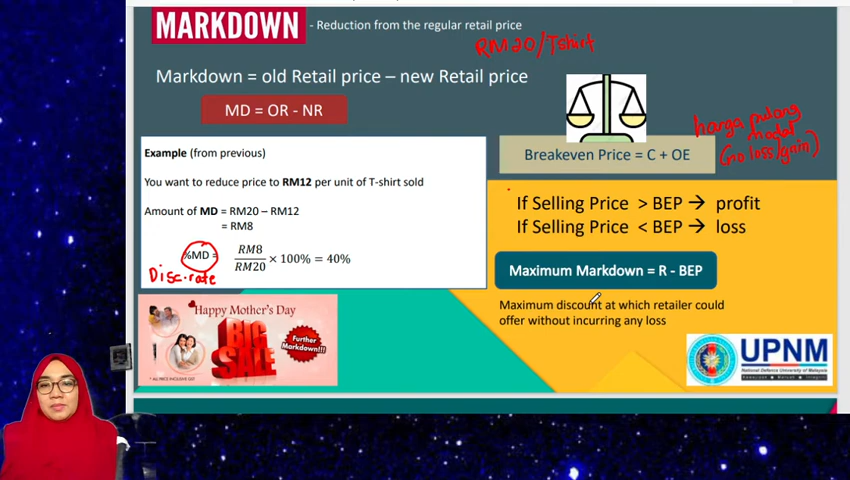 MARKDOWN - Reduction from the regular retail price
RM20/Tshirt
Markdown = old Retail price – new Retail price
MD = OR - NR
harga pulang
modal
(no loss/gain)
Breakeven Price = C + OE
Example (from previous)
You want to reduce price to RM12 per unit of T-shirt sold
Amount of MD = RM20 – RM12
= RM8
%MD = RM8/RM20 × 100% = 40%
Disc.rate
If Selling Price > BEP → profit
If Selling Price < BEP → loss
Maximum Markdown = R - BEP
Maximum discount at which retailer could
offer without incurring any loss
Happy Mother's Day
BIG
SALE
Further
Markdown!!!
* ALL PRICE INCLUSIVE GST
UPNM
National Defence University of Malaysia